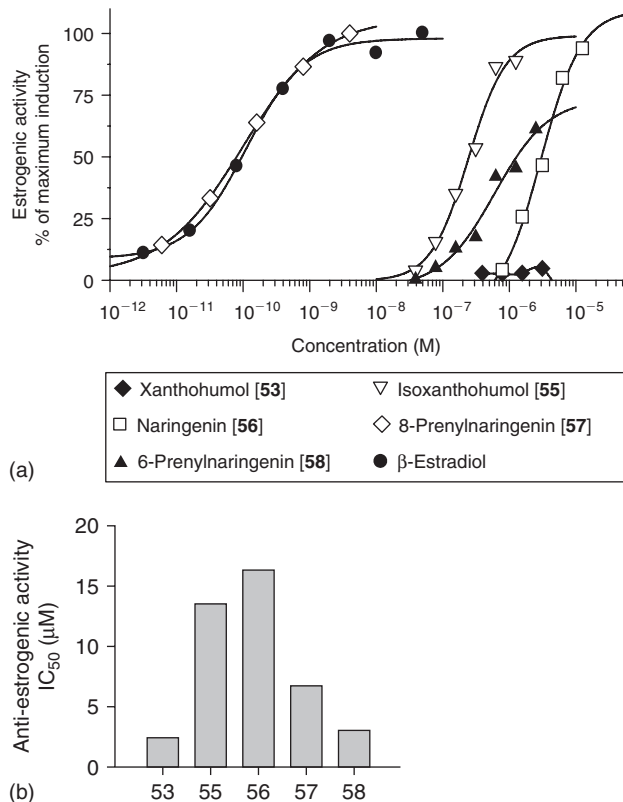 Estrogenic activity
% of maximum induction
100
75
50
25
0
10⁻¹² 10⁻¹¹ 10⁻¹⁰ 10⁻⁹ 10⁻⁸ 10⁻⁷ 10⁻⁶ 10⁻⁵
Concentration (M)
Xanthohumol [53] Isoxanthohumol [55]
Naringenin [56] 8-Prenylnaringenin [57]
6-Prenylnaringenin [58] β-Estradiol
(a)
Anti-estrogenic activity
IC₅₀ (μM)
20
15
10
5
0
53 55 56 57 58
(b)